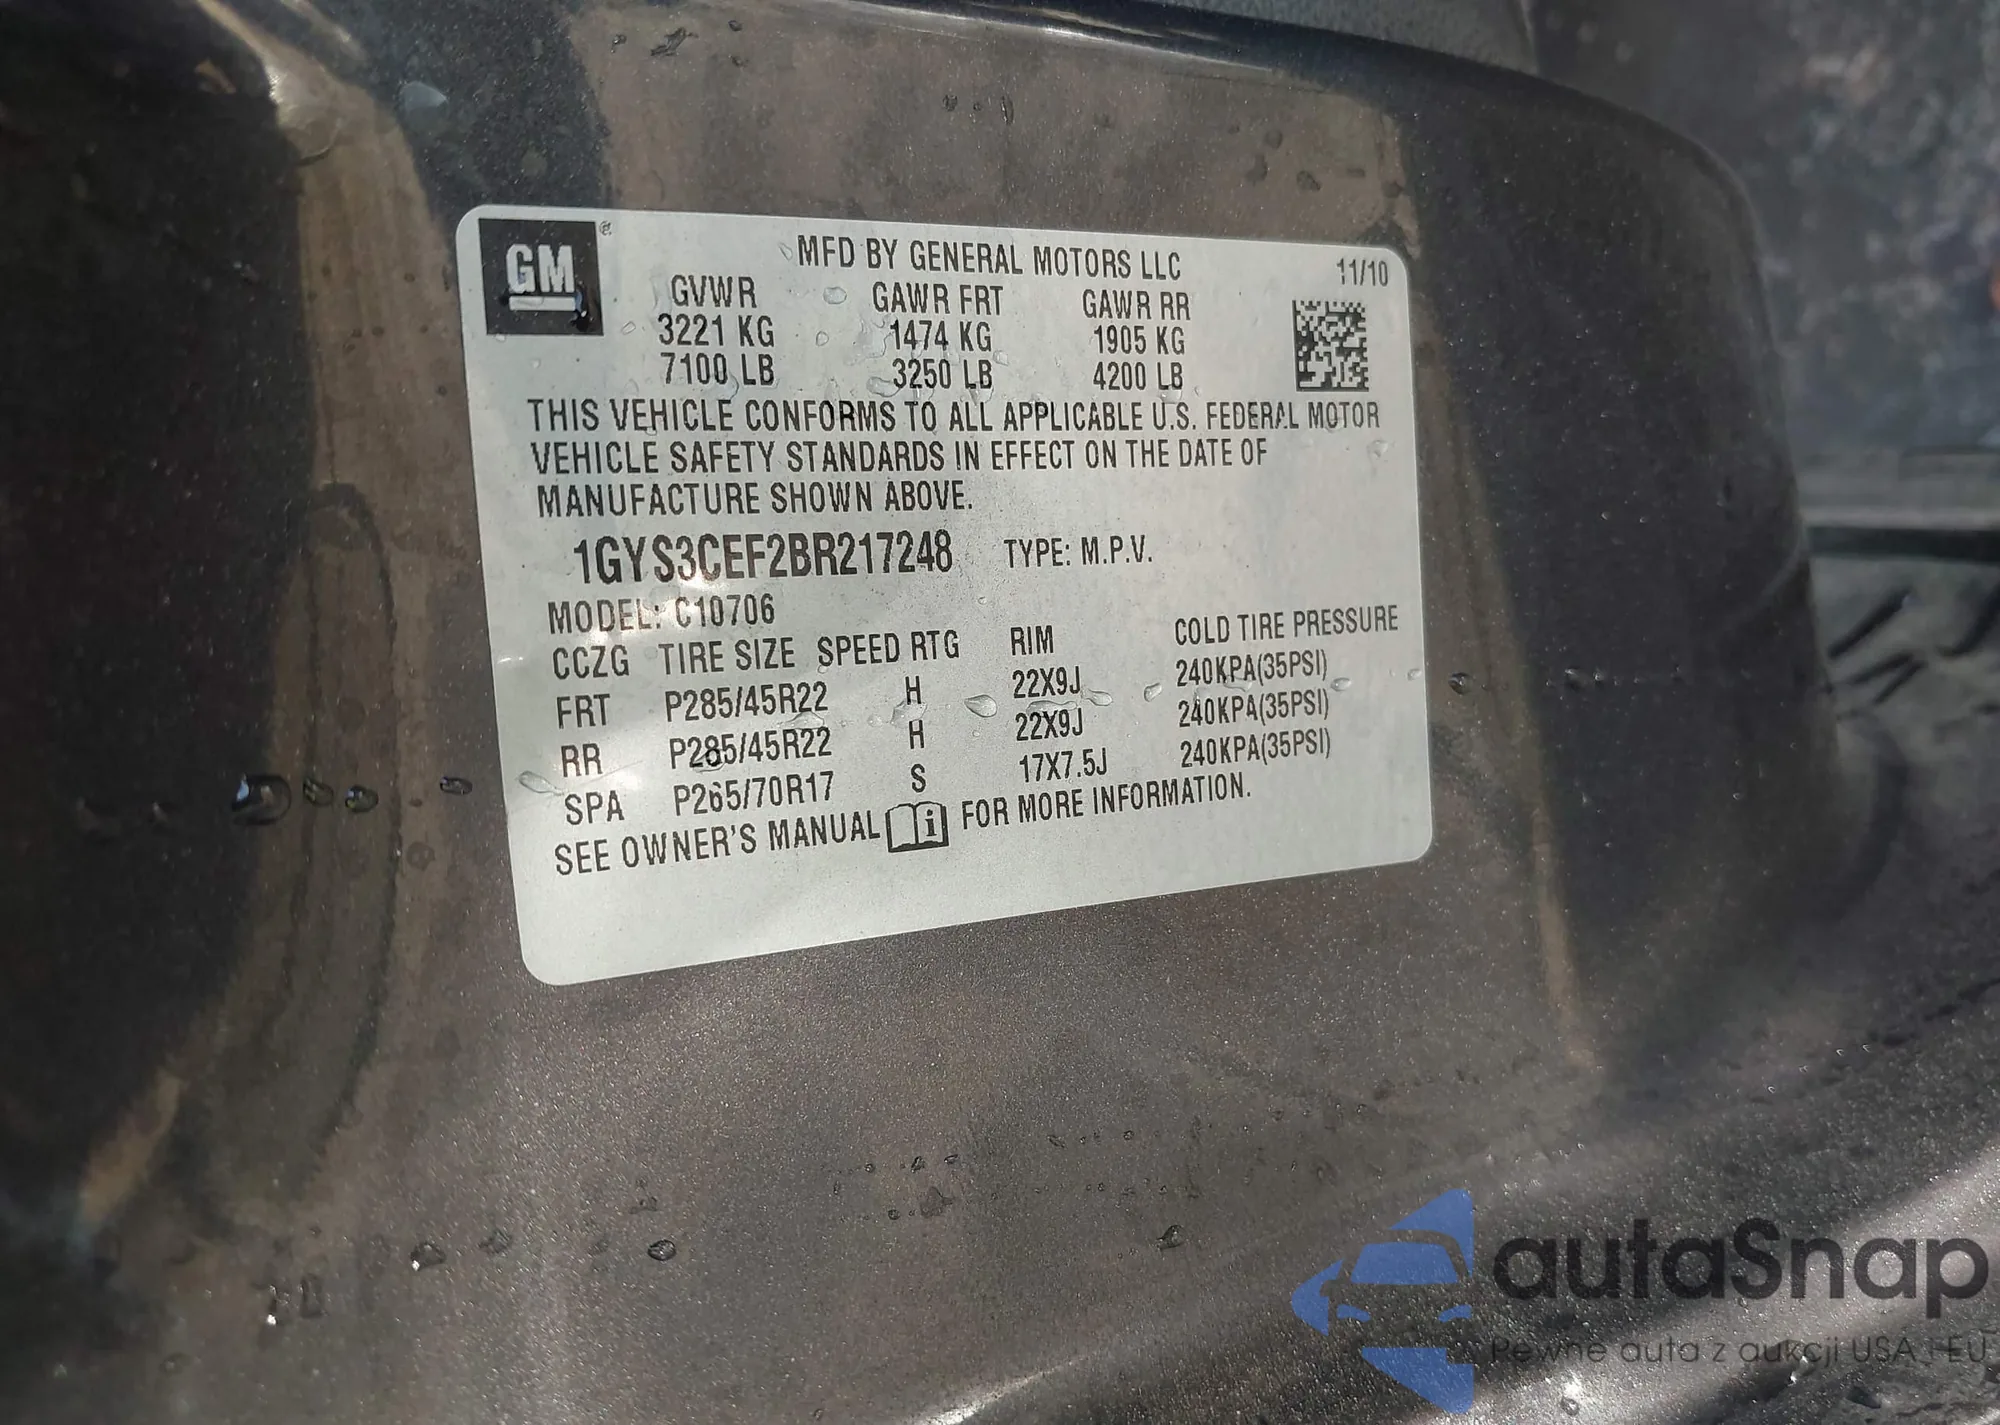 GM ®
MFD BY GENERAL MOTORS LLC 11/10
GVWR GAWR FRT GAWR RR
3221 KG 1474 KG 1905 KG
7100 LB 3250 LB 4200 LB
THIS VEHICLE CONFORMS TO ALL APPLICABLE U.S. FEDERAL MOTOR
VEHICLE SAFETY STANDARDS IN EFFECT ON THE DATE OF
MANUFACTURE SHOWN ABOVE.
1GYS3CEF2BR217248 TYPE: M.P.V.
MODEL: C10706
CCZG TIRE SIZE SPEED RTG RIM COLD TIRE PRESSURE
FRT P285/45R22 H 22X9J 240KPA(35PSI)
RR P285/45R22 H 22X9J 240KPA(35PSI)
SPA P265/70R17 S 17X7.5J 240KPA(35PSI)
SEE OWNER'S MANUAL i FOR MORE INFORMATION.
autaSnap
Pewne auta z aukcji USA i EU